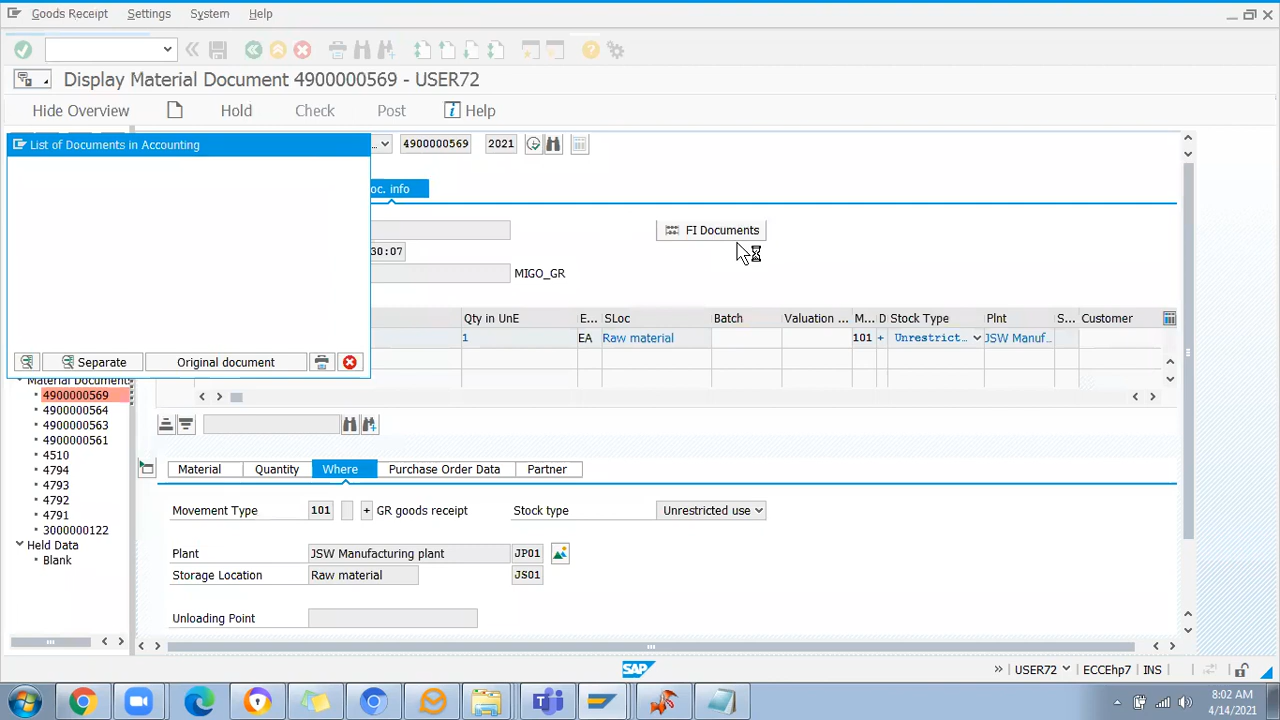 Goods Receipt Settings System Help
Display Material Document 4900000569 - USER72
Hide Overview Hold Check Post Help
List of Documents in Accounting
... 4900000569 2021
oc. info
FI Documents
30:07
MIGO_GR
Qty in UnE E... SLoc Batch Valuation ... M... D Stock Type Plnt S... Customer
1 EA Raw material 101 + Unrestrict... JSW Manuf...
Separate Original document
Material Documents
4900000569
4900000564
4900000563
4900000561
4510
4794
4793
4792
4791
3000000122
Held Data
Blank
Material Quantity Where Purchase Order Data Partner
Movement Type 101 + GR goods receipt Stock type Unrestricted use
Plant JSW Manufacturing plant JP01
Storage Location Raw material JS01
Unloading Point
SAP
USER72 ECCEhp7 INS
8:02 AM
4/14/2021